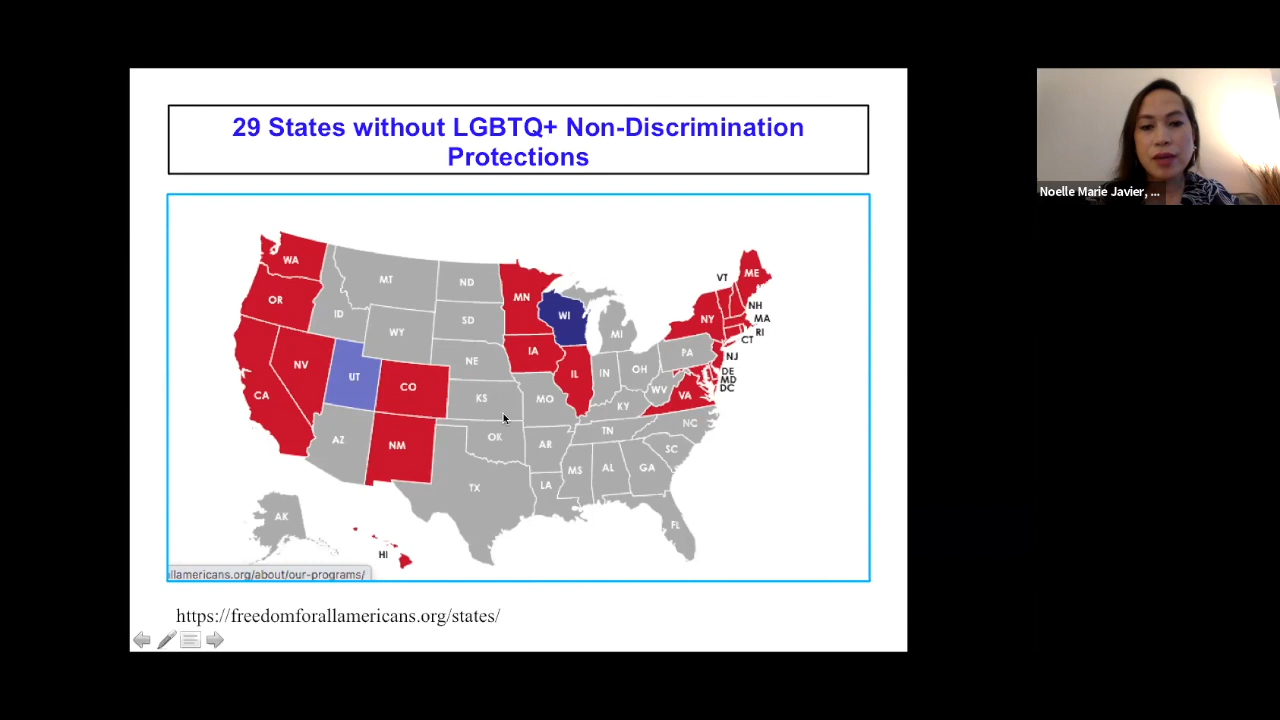 29 States without LGBTQ+ Non-Discrimination
Protections
WA
OR
CA
NV
ID
MT
WY
UT
CO
AZ
NM
ND
SD
NE
KS
OK
TX
MN
IA
MO
AR
LA
WI
IL
MI
IN
OH
KY
TN
MS
AL
GA
FL
SC
NC
WV
VA
PA
NY
VT
ME
NH
MA
RI
CT
NJ
DE
MD
DC
AK
HI
llamericans.org/about/our-programs/
https://freedomforallamericans.org/states/
Noelle Marie Javier, ...